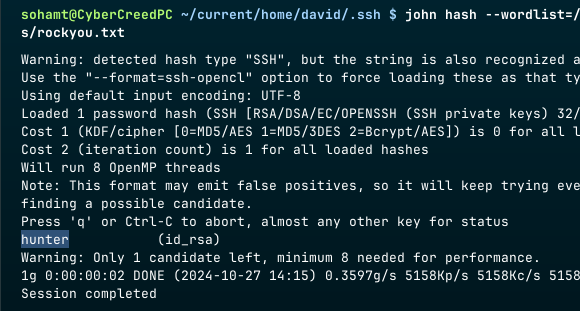 sohamt@CyberCreedPC ~/current/home/david/.ssh $ john hash --wordlist=/
s/rockyou.txt
Warning: detected hash type "SSH", but the string is also recognized a
Use the "--format=ssh-opencl" option to force loading these as that ty
Using default input encoding: UTF-8
Loaded 1 password hash (SSH [RSA/DSA/EC/OPENSSH (SSH private keys) 32/
Cost 1 (KDF/cipher [0=MD5/AES 1=MD5/3DES 2=Bcrypt/AES]) is 0 for all l
Cost 2 (iteration count) is 1 for all loaded hashes
Will run 8 OpenMP threads
Note: This format may emit false positives, so it will keep trying eve
finding a possible candidate.
Press 'q' or Ctrl-C to abort, almost any other key for status
hunter           (id_rsa)
Warning: Only 1 candidate left, minimum 8 needed for performance.
1g 0:00:00:02 DONE (2024-10-27 14:15) 0.3597g/s 5158Kp/s 5158Kc/s 5158
Session completed